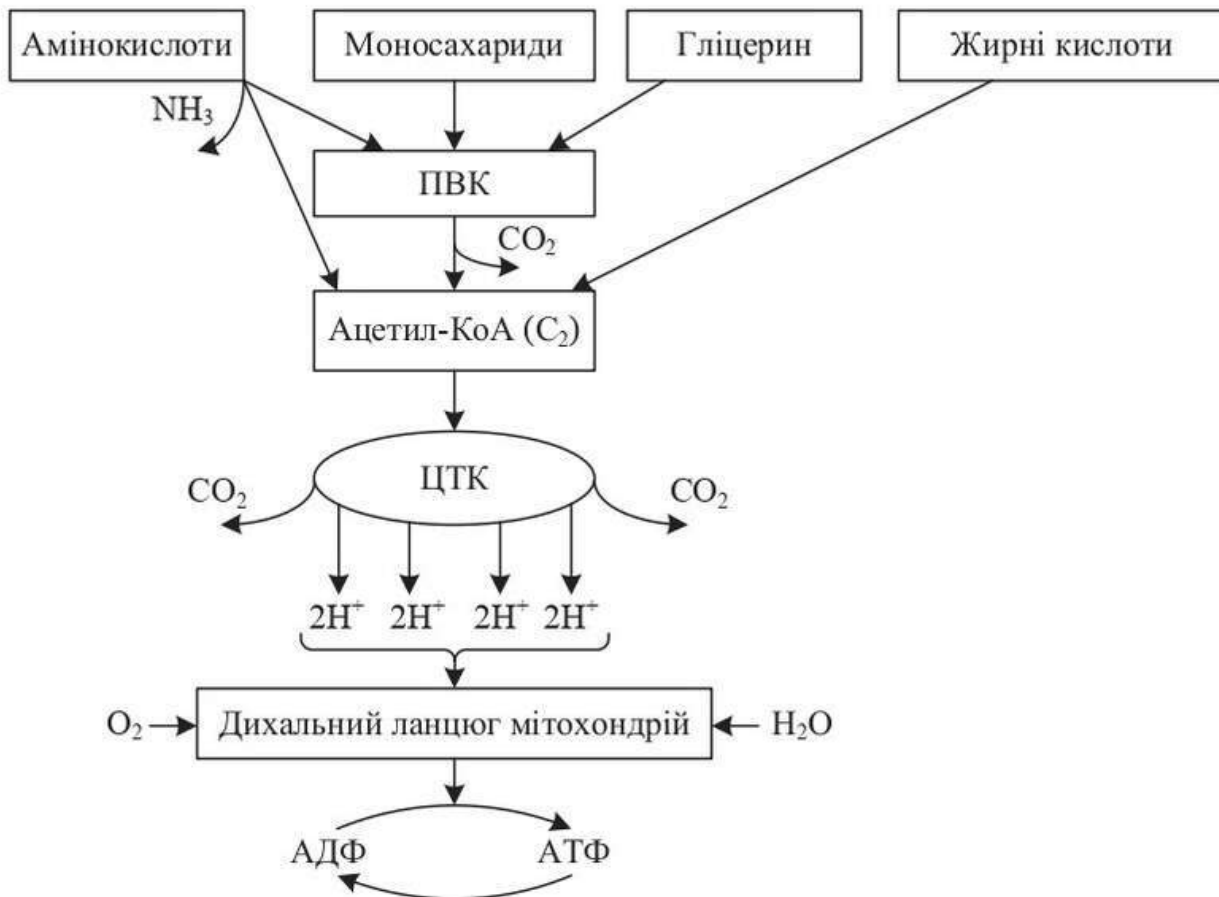 Амінокислоти
Моносахариди
Гліцерин
Жирні кислоти
NH₃
ПВК
CO₂
Ацетил-КоА (C₂)
CO₂
ЦТК
CO₂
2H⁺ 2H⁺ 2H⁺ 2H⁺
O₂
Дихальний ланцюг мітохондрій
H₂O
АДФ
АТФ